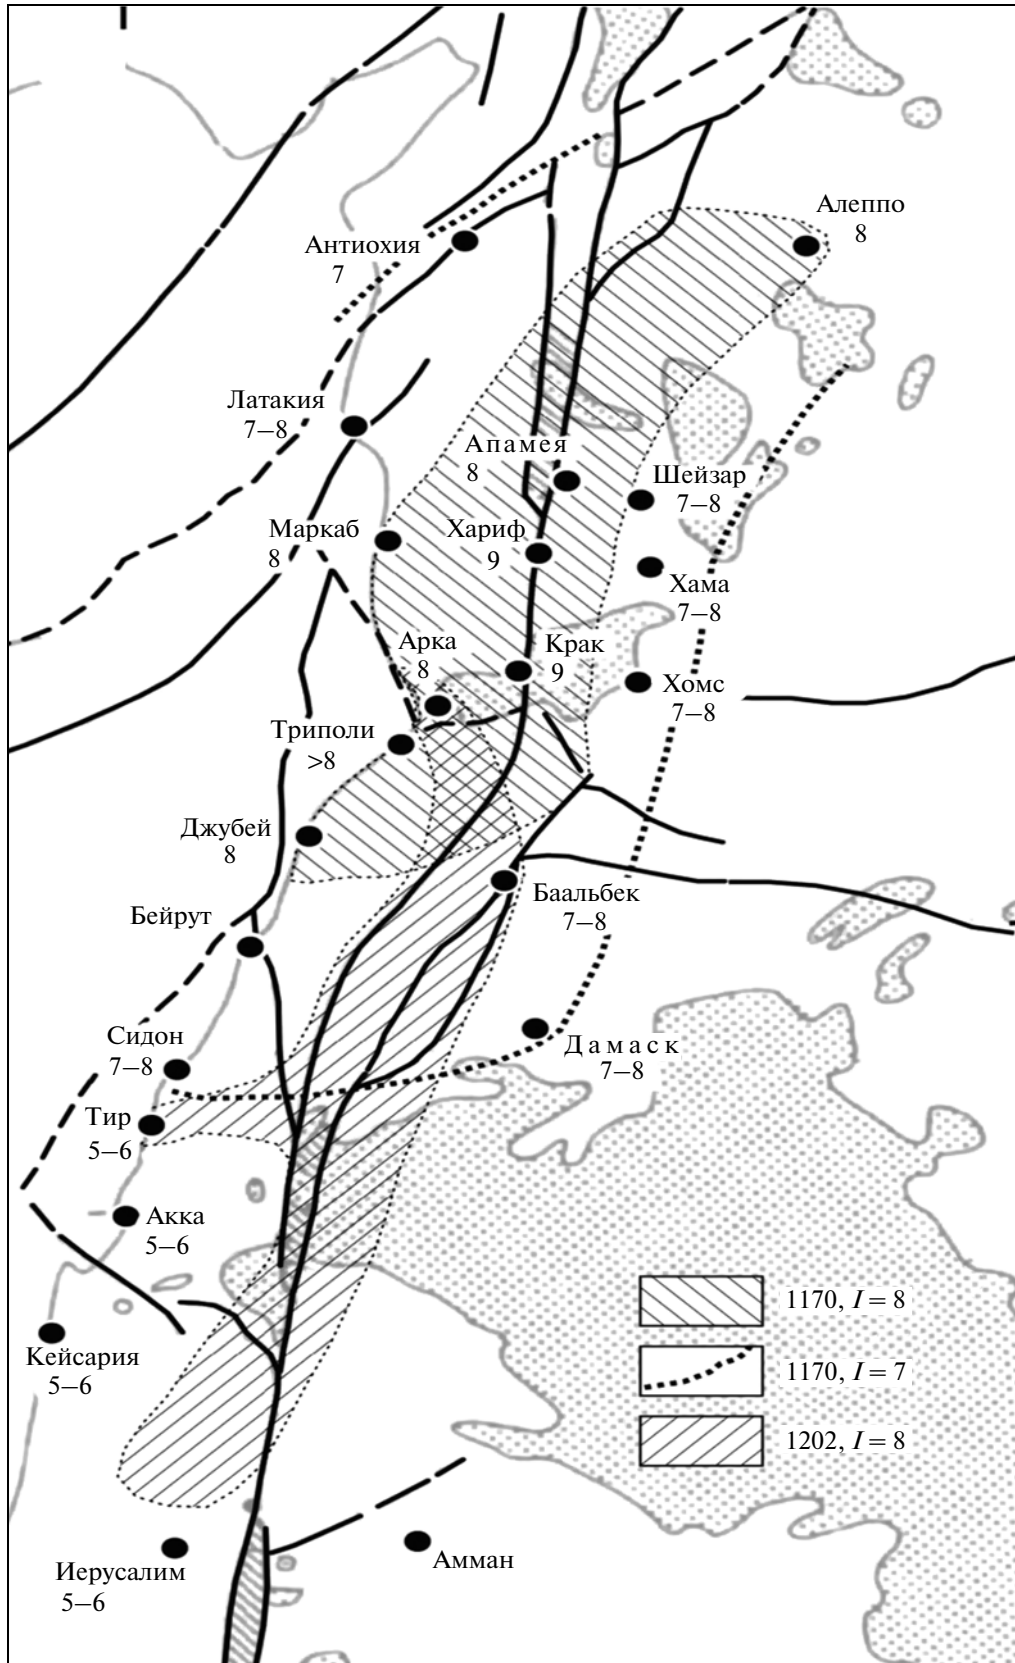 Алеппо
8
Антиохия
7
Латакия
7–8
Апамея
8
Шейзар
7–8
Маркаб
8
Хариф
9
Хама
7–8
Арка
8
Крак
9
Хомс
7–8
Триполи
>8
Джубей
8
Баальбек
7–8
Бейрут
Сидон
7–8
Дамаск
7–8
Тир
5–6
Акка
5–6
1170, I = 8
Кейсария
5–6
1170, I = 7
1202, I = 8
Иерусалим
5–6
Амман